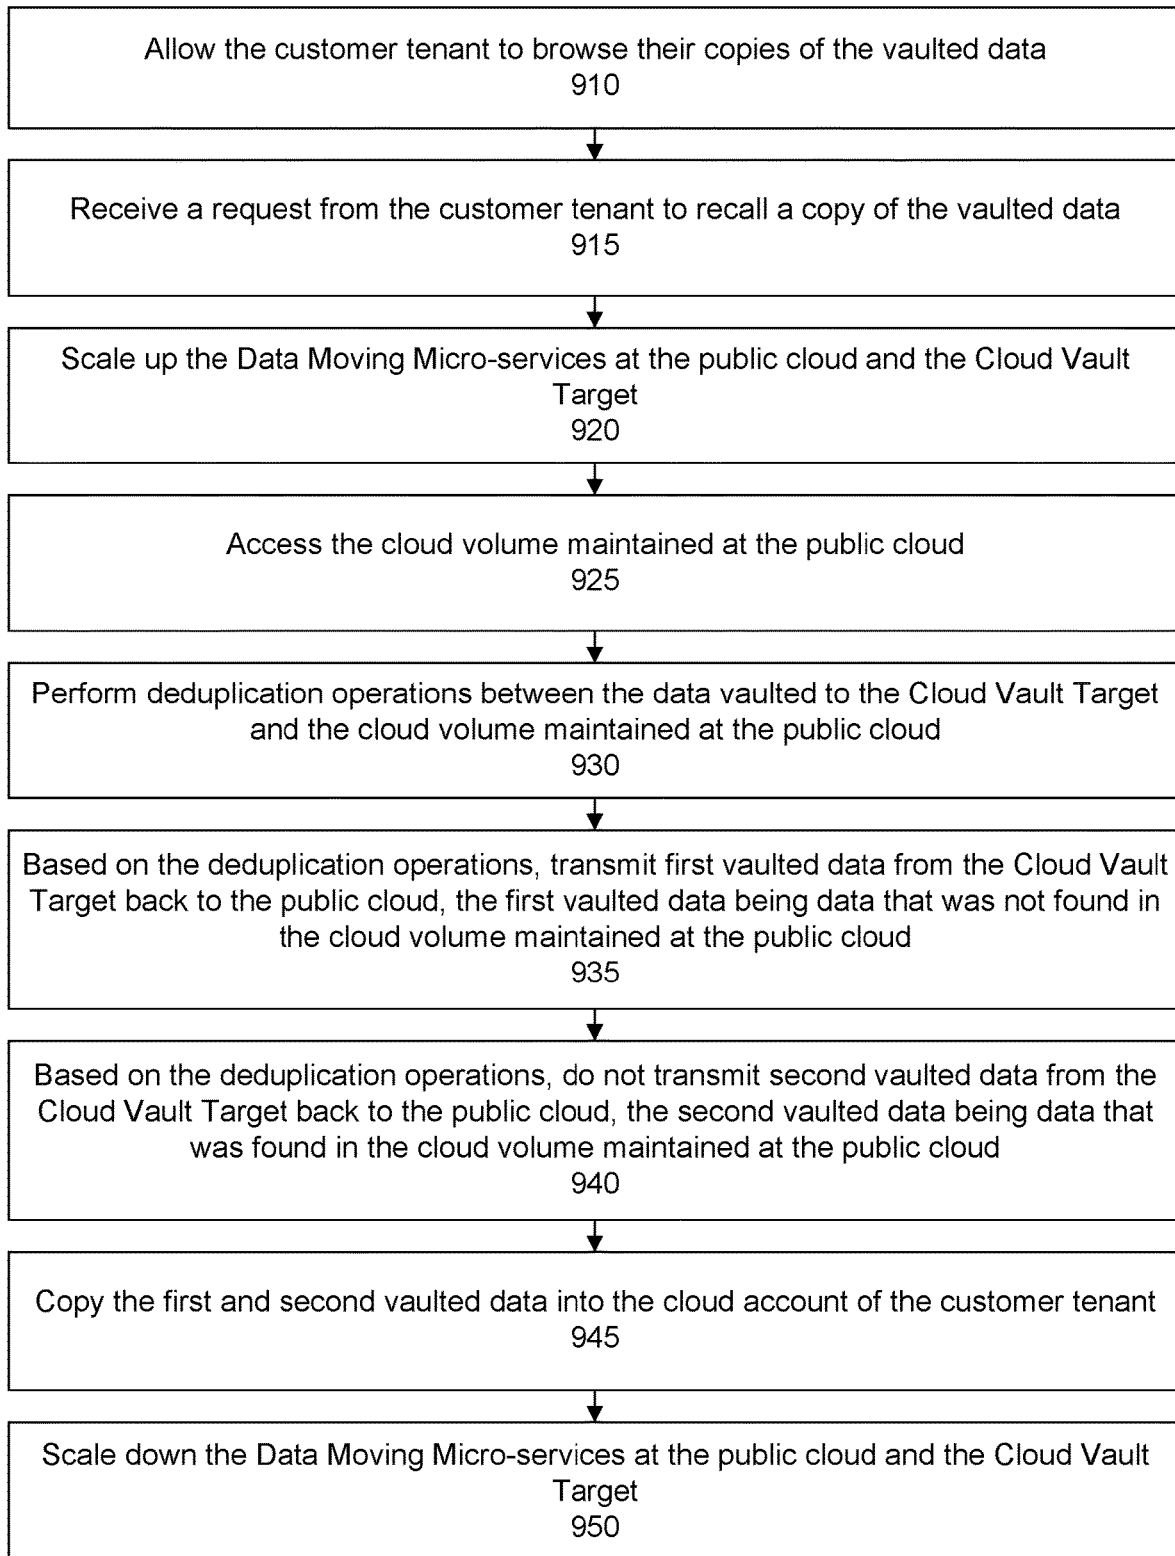 Allow the customer tenant to browse their copies of the vaulted data
910
Receive a request from the customer tenant to recall a copy of the vaulted data
915
Scale up the Data Moving Micro-services at the public cloud and the Cloud Vault
Target
920
Access the cloud volume maintained at the public cloud
925
Perform deduplication operations between the data vaulted to the Cloud Vault Target
and the cloud volume maintained at the public cloud
930
Based on the deduplication operations, transmit first vaulted data from the Cloud Vault
Target back to the public cloud, the first vaulted data being data that was not found in
the cloud volume maintained at the public cloud
935
Based on the deduplication operations, do not transmit second vaulted data from the
Cloud Vault Target back to the public cloud, the second vaulted data being data that
was found in the cloud volume maintained at the public cloud
940
Copy the first and second vaulted data into the cloud account of the customer tenant
945
Scale down the Data Moving Micro-services at the public cloud and the Cloud Vault
Target
950